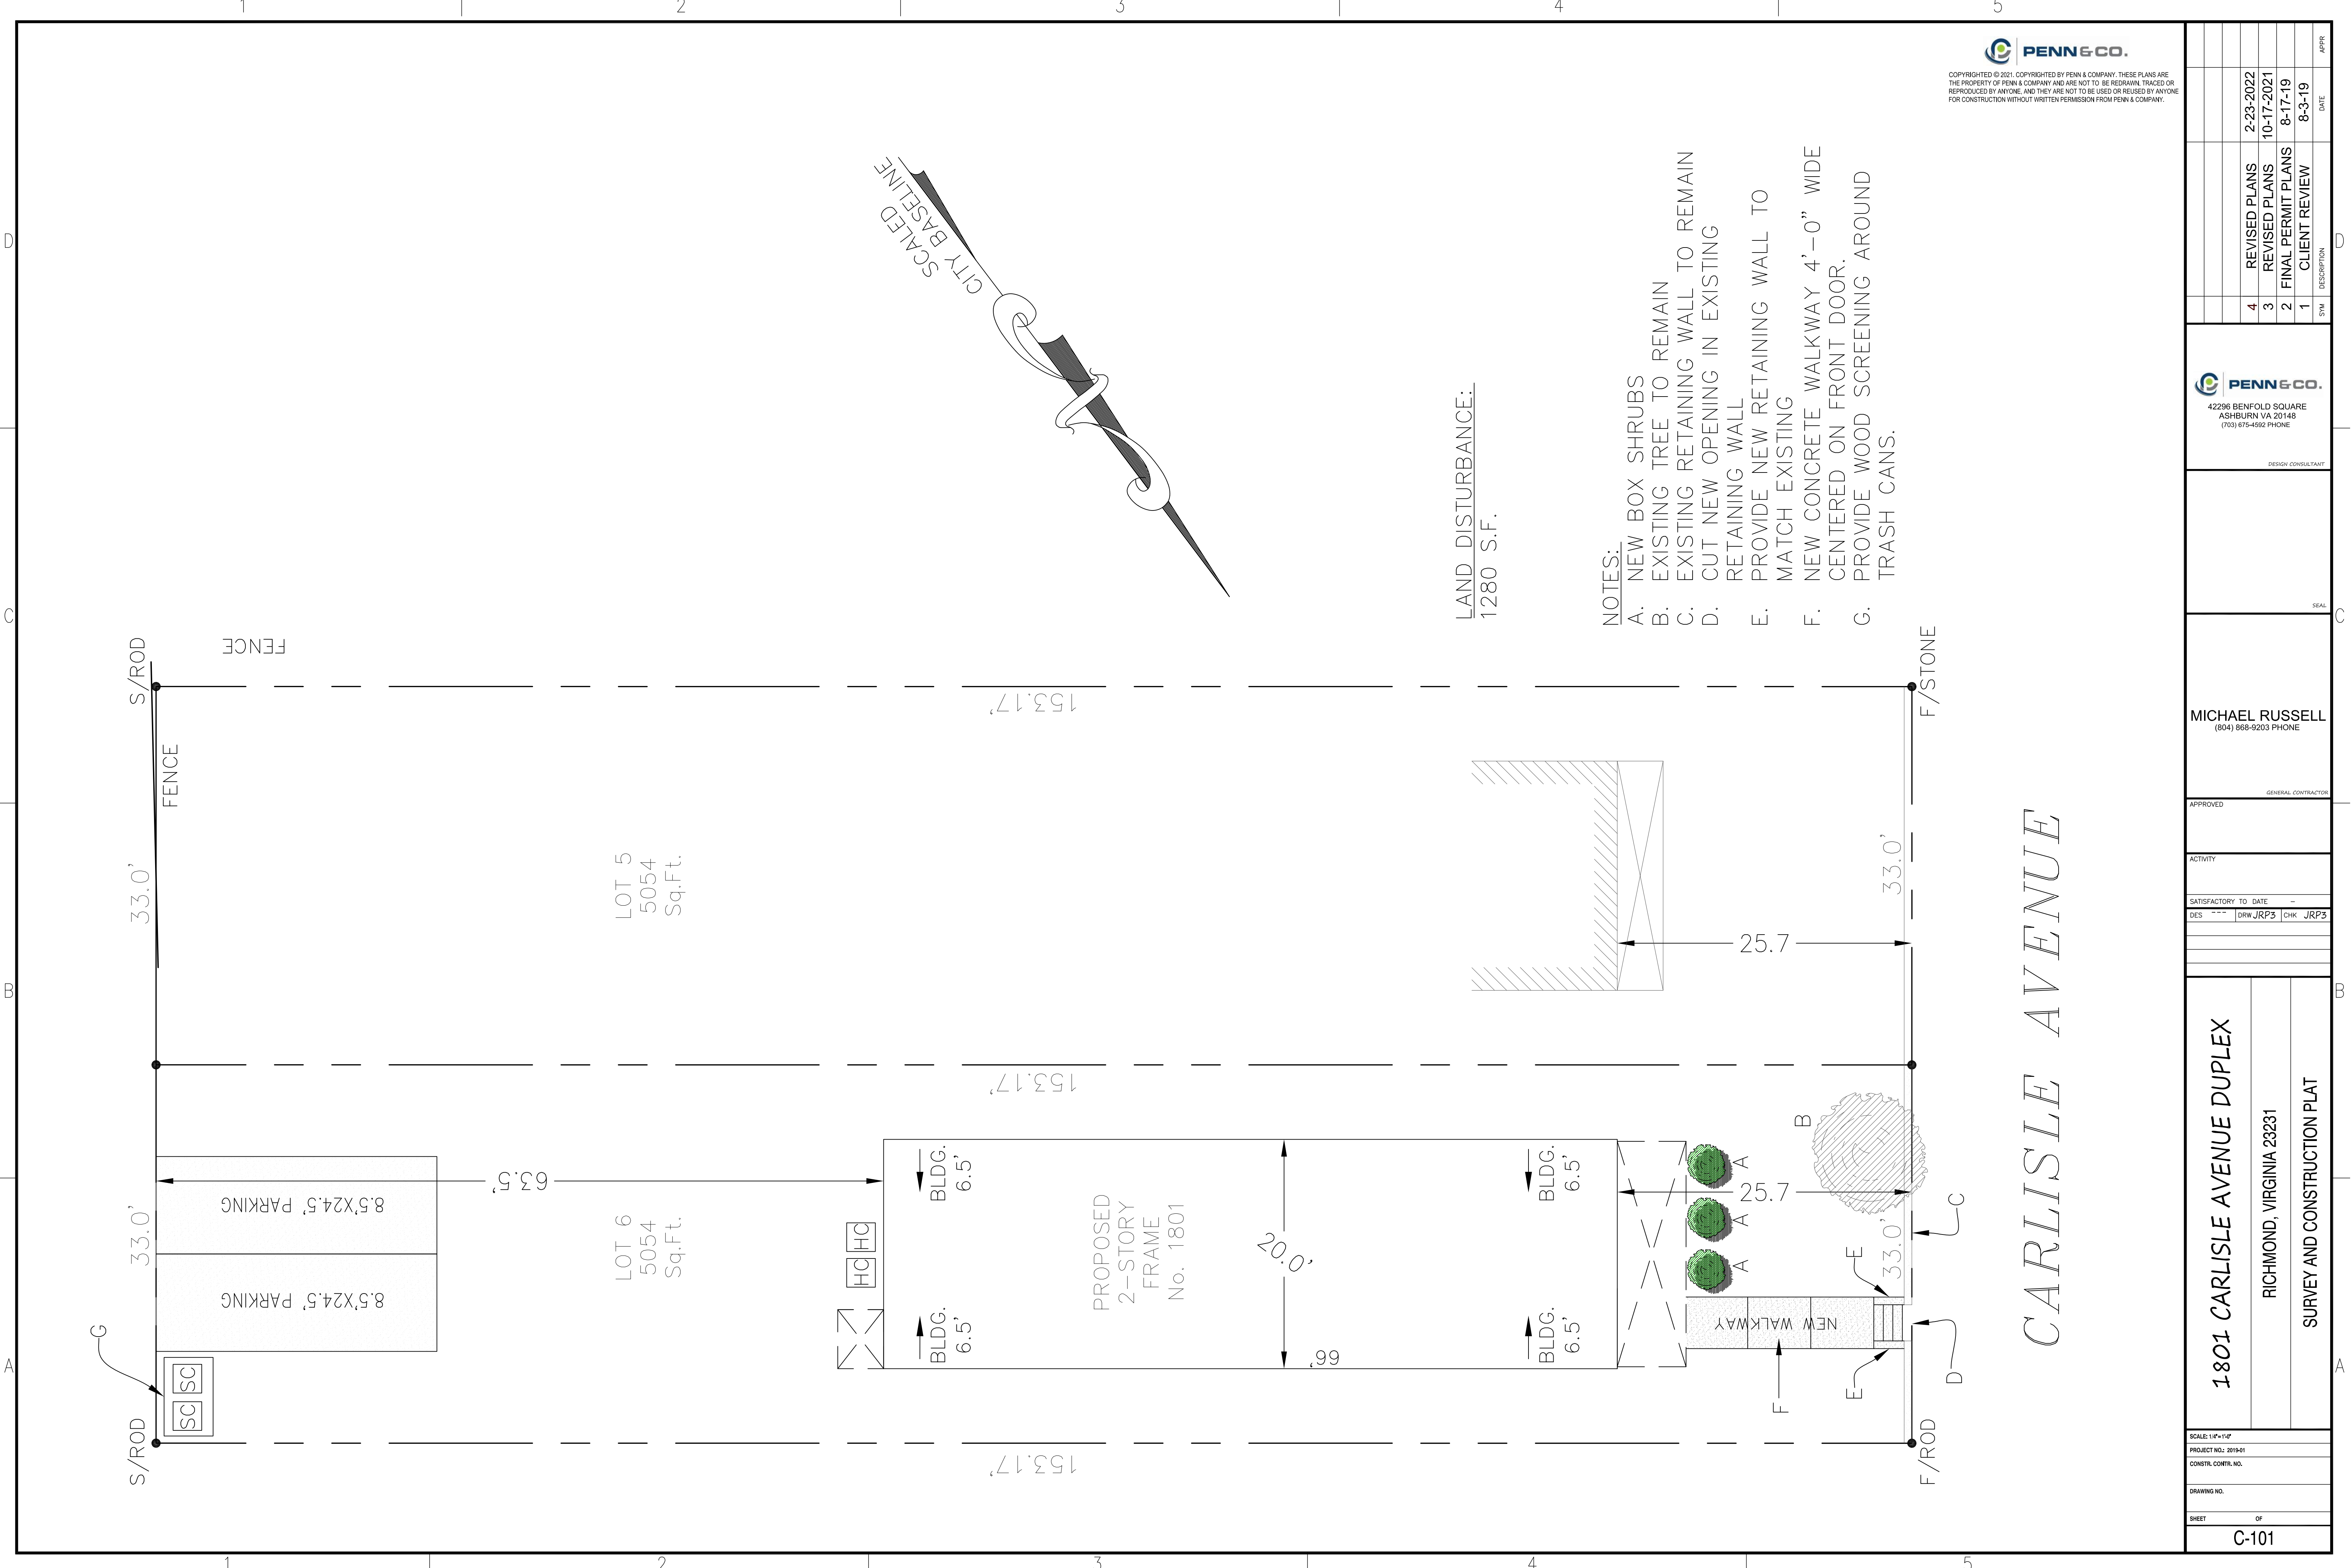 1
2
3
4
5
D
C
B
A
D
C
B
A
1
2
3
4
5
PENN & CO.
COPYRIGHTED © 2021. COPYRIGHTED BY PENN & COMPANY. THESE PLANS ARE
THE PROPERTY OF PENN & COMPANY AND ARE NOT TO BE REDRAWN, TRACED OR
REPRODUCED BY ANYONE, AND THEY ARE NOT TO BE USED OR REUSED BY ANYONE
FOR CONSTRUCTION WITHOUT WRITTEN PERMISSION FROM PENN & COMPANY.
SCALED
CITY BASELINE
LAND DISTURBANCE:
1280 S.F.
NOTES:
A. NEW BOX SHRUBS
B. EXISTING TREE TO REMAIN
C. EXISTING RETAINING WALL TO REMAIN
D. CUT NEW OPENING IN EXISTING
RETAINING WALL
E. PROVIDE NEW RETAINING WALL TO
MATCH EXISTING
F. NEW CONCRETE WALKWAY 4'-0" WIDE
CENTERED ON FRONT DOOR.
G. PROVIDE WOOD SCREENING AROUND
TRASH CANS.
S/ROD
FENCE
FENCE
153.17'
F/STONE
33.0'
LOT 5
5054
Sq.Ft.
33.0'
25.7
153.17'
33.0'
8.5'X24.5' PARKING
8.5'X24.5' PARKING
63.5'
LOT 6
5054
Sq.Ft.
HC
HC
BLDG.
6.5'
BLDG.
6.5'
PROPOSED
2-STORY
FRAME
No. 1801
20.0'
66'
BLDG.
6.5'
BLDG.
6.5'
A
A
A
B
25.7
33.0'
C
E
E
D
F
NEW WALKWAY
G
SC
SC
S/ROD
153.17'
F/ROD
CARLISLE AVENUE
4 REVISED PLANS 2-23-2022
3 REVISED PLANS 10-17-2021
2 FINAL PERMIT PLANS 8-17-19
1 CLIENT REVIEW 8-3-19
SYM DESCRIPTION DATE APPR
PENN & CO.
42296 BENFOLD SQUARE
ASHBURN VA 20148
(703) 675-4592 PHONE
DESIGN CONSULTANT
SEAL
MICHAEL RUSSELL
(804) 868-9203 PHONE
GENERAL CONTRACTOR
APPROVED
ACTIVITY
SATISFACTORY TO DATE -
DES --- DRW JRP3 CHK JRP3
1801 CARLISLE AVENUE DUPLEX
RICHMOND, VIRGINIA 23231
SURVEY AND CONSTRUCTION PLAT
SCALE: 1/4"=1'-0"
PROJECT NO.: 2019-01
CONSTR. CONTR. NO.
DRAWING NO.
SHEET OF
C-101